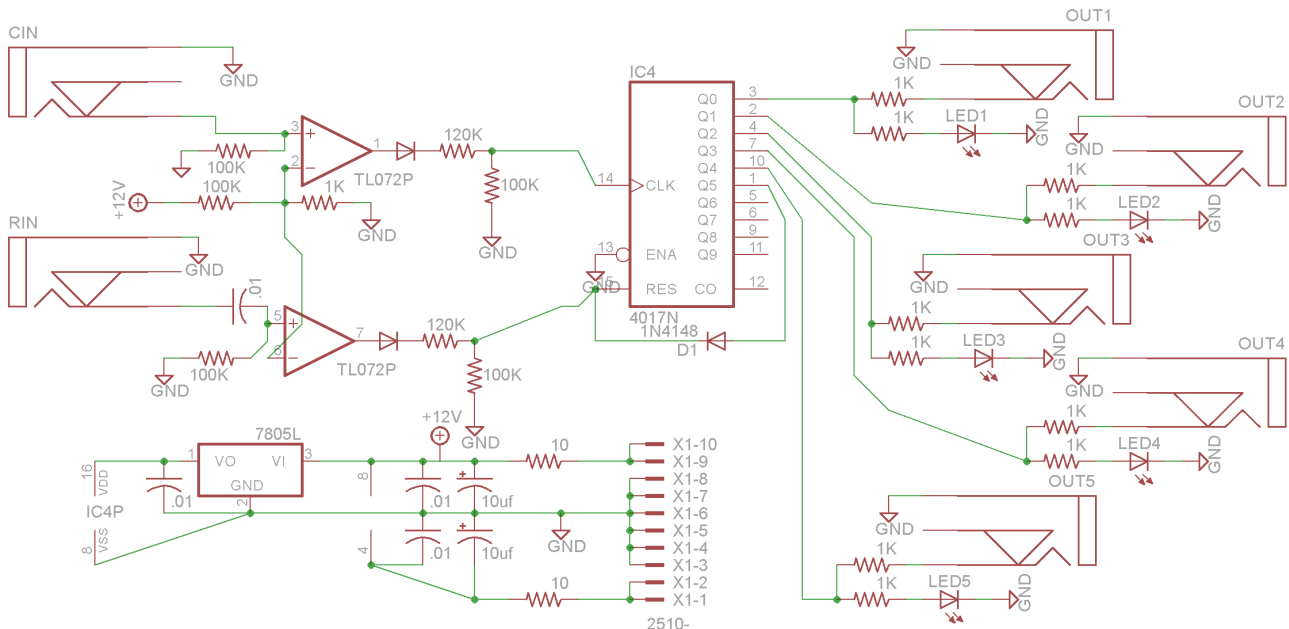 CIN
GND
3
+
2
−
1
TL072P
100K
100K
+12V
1K
GND
120K
100K
GND
RIN
GND
.01
5
+
6
−
7
TL072P
100K
GND
120K
100K
GND
IC4
Q0 3
Q1 2
Q2 4
Q3 7
Q4 10
Q5 1
Q6 5
Q7 6
Q8 9
Q9 11
14 CLK
13 ENA
GND
15 RES CO 12
4017N
1N4148
D1
OUT1
GND
1K
1K
LED1
GND
OUT2
GND
1K
1K
LED2
GND
OUT3
GND
1K
1K
LED3
GND
OUT4
GND
1K
1K
LED4
GND
OUT5
GND
1K
1K
LED5
GND
7805L
1 VO VI 3
GND
2
16
VDD
IC4P
8
VSS
.01
+12V
8
4
.01
+
10uf
.01
+
10uf
10
10
GND
X1-10
X1-9
X1-8
X1-7
X1-6
X1-5
X1-4
X1-3
X1-2
X1-1
2510-